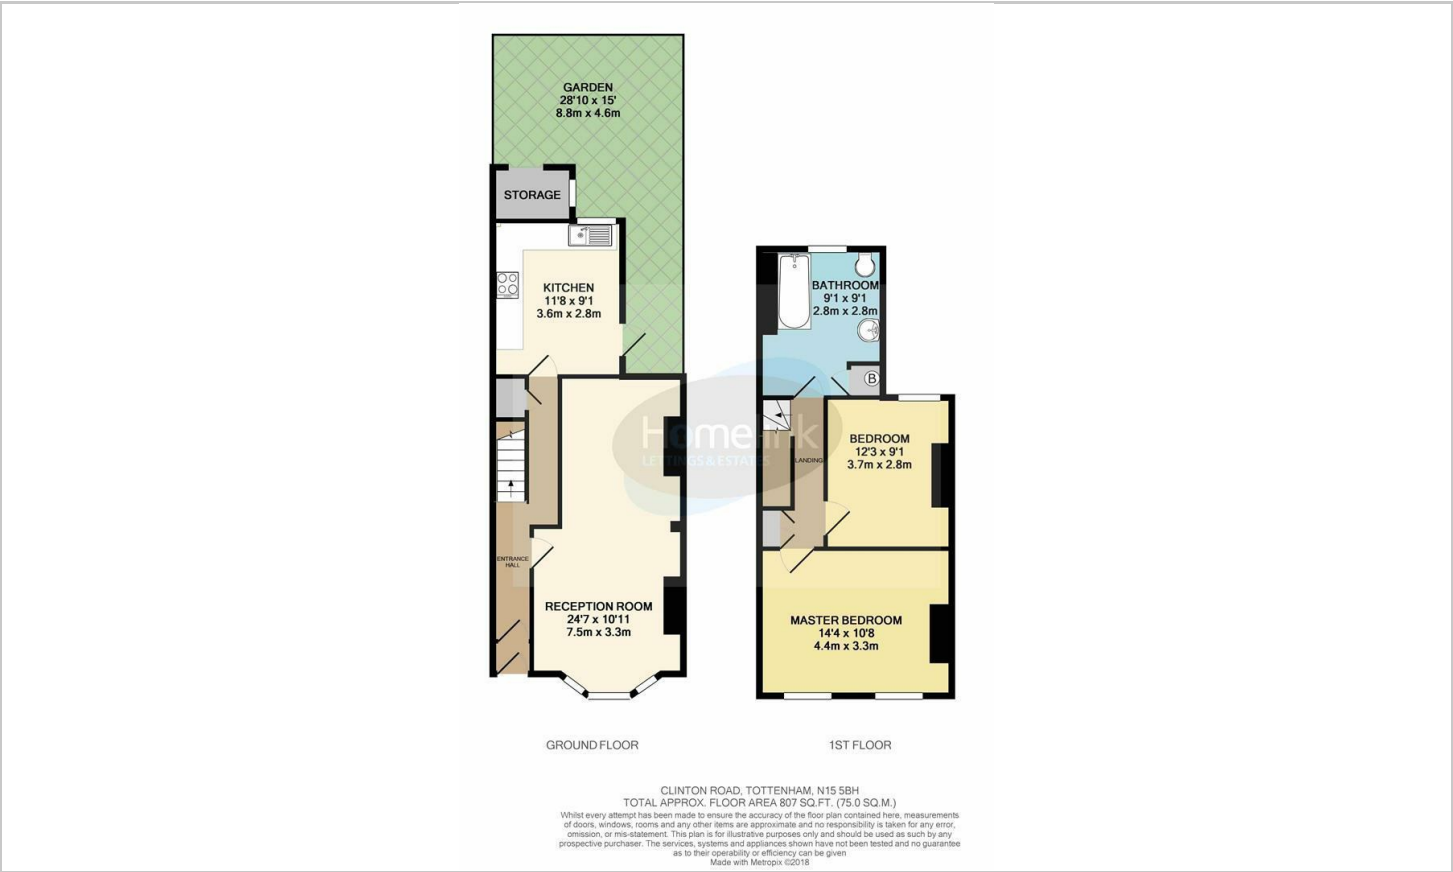 GARDEN
28'10 x 15'
8.8m x 4.6m
STORAGE
KITCHEN
11'8 x 9'1
3.6m x 2.8m
ENTRANCE
HALL
RECEPTION ROOM
24'7 x 10'11
7.5m x 3.3m
BATHROOM
9'1 x 9'1
2.8m x 2.8m
B
LANDING
BEDROOM
12'3 x 9'1
3.7m x 2.8m
MASTER BEDROOM
14'4 x 10'8
4.4m x 3.3m
Homelink
LETTINGS & ESTATES
GROUND FLOOR
1ST FLOOR
CLINTON ROAD, TOTTENHAM, N15 5BH
TOTAL APPROX. FLOOR AREA 807 SQ.FT. (75.0 SQ.M.)
Whilst every attempt has been made to ensure the accuracy of the floor plan contained here, measurements
of doors, windows, rooms and any other items are approximate and no responsibility is taken for any error,
omission, or mis-statement. This plan is for illustrative purposes only and should be used as such by any
prospective purchaser. The services, systems and appliances shown have not been tested and no guarantee
as to their operability or efficiency can be given
Made with Metropix ©2018